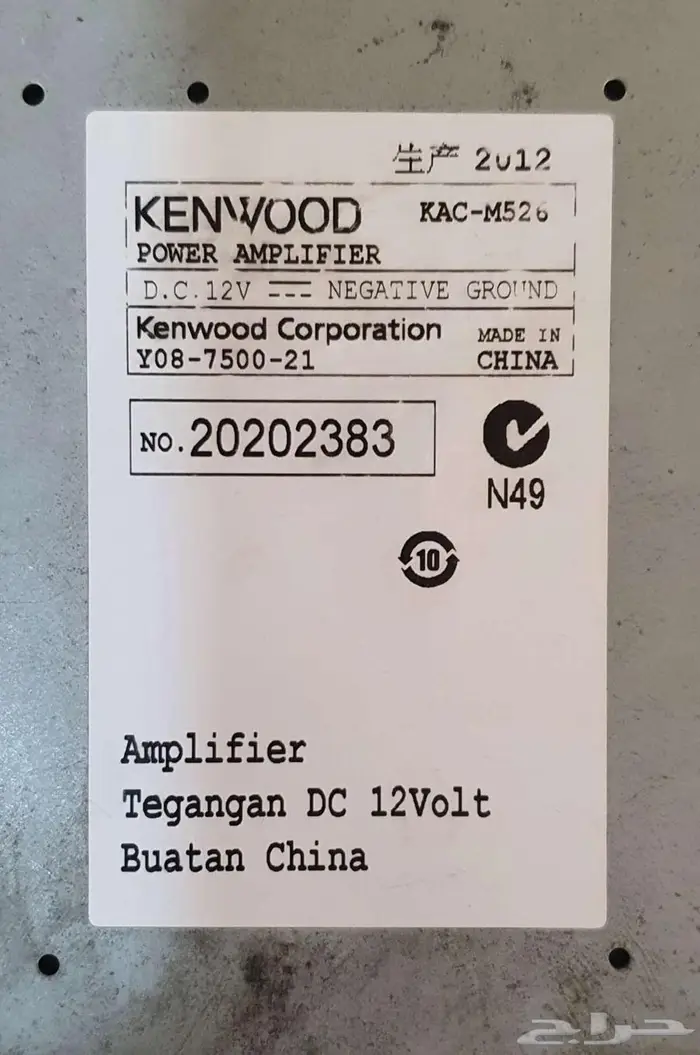 生产 2012
KENWOOD KAC-M526
POWER AMPLIFIER
D.C.12V NEGATIVE GROUND
Kenwood Corporation MADE IN
Y08-7500-21 CHINA
NO.20202383
N49
10
Amplifier
Tegangan DC 12Volt
Buatan China
حراج